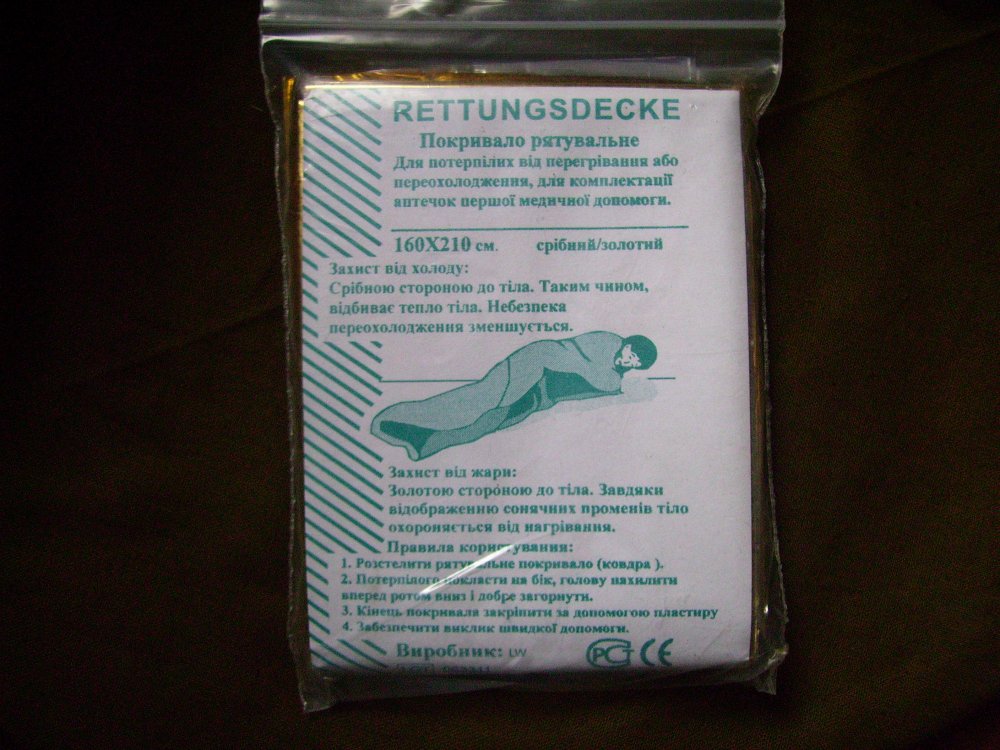 RETTUNGSDECKE
Покривало рятувальне
Для потерпілих від перегрівання або
переохолодження, для комплектації
аптечок першої медичної допомоги.
160X210 см. срібний/золотий
Захист від холоду:
Срібною стороною до тіла. Таким чином,
відбиває тепло тіла. Небезпека
переохолодження зменшується.
Захист від жари:
Золотою стороною до тіла. Завдяки
відображенню сонячних променів тіло
охороняється від нагрівання.
Правила користування:
1. Розстелити рятувальне покривало (ковдра ).
2. Потерпілого покласти на бік, голову нахилити
вперед ротом вниз і добре загорнути.
3. Кінець покривала закріпити за допомогою пластиру
4. Забезпечити виклик швидкої допомоги.
Виробник: LW
РСТ CE